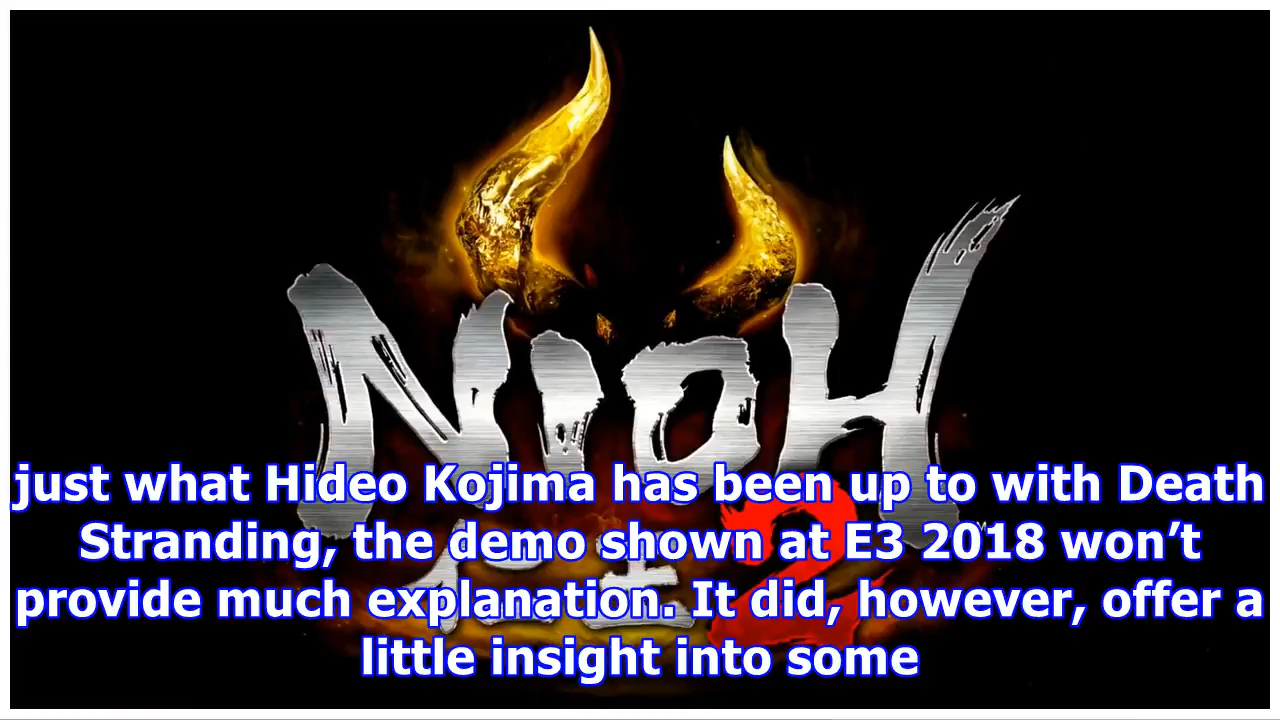 NIOH
2
just what Hideo Kojima has been up to with Death
Stranding, the demo shown at E3 2018 won’t
provide much explanation. It did, however, offer a
little insight into some